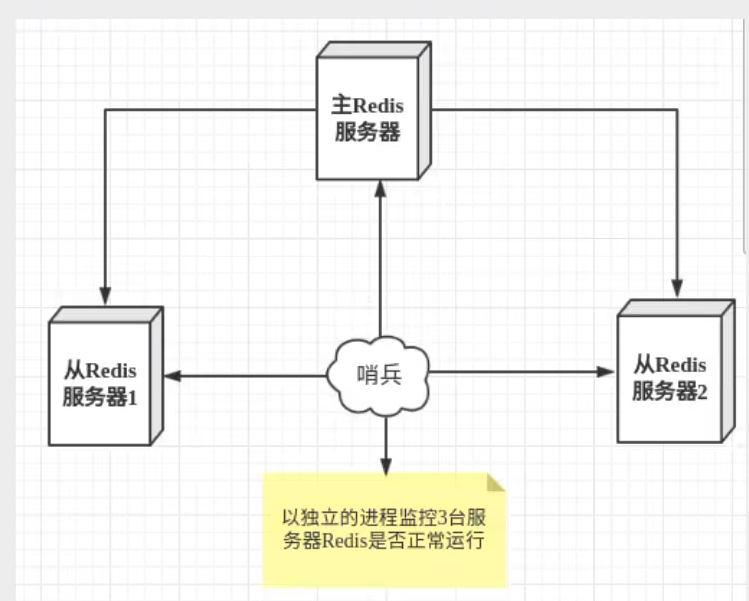 主Redis
服务器
从Redis
服务器1
哨兵
从Redis
服务器2
以独立的进程监控3台服
务器Redis是否正常运行